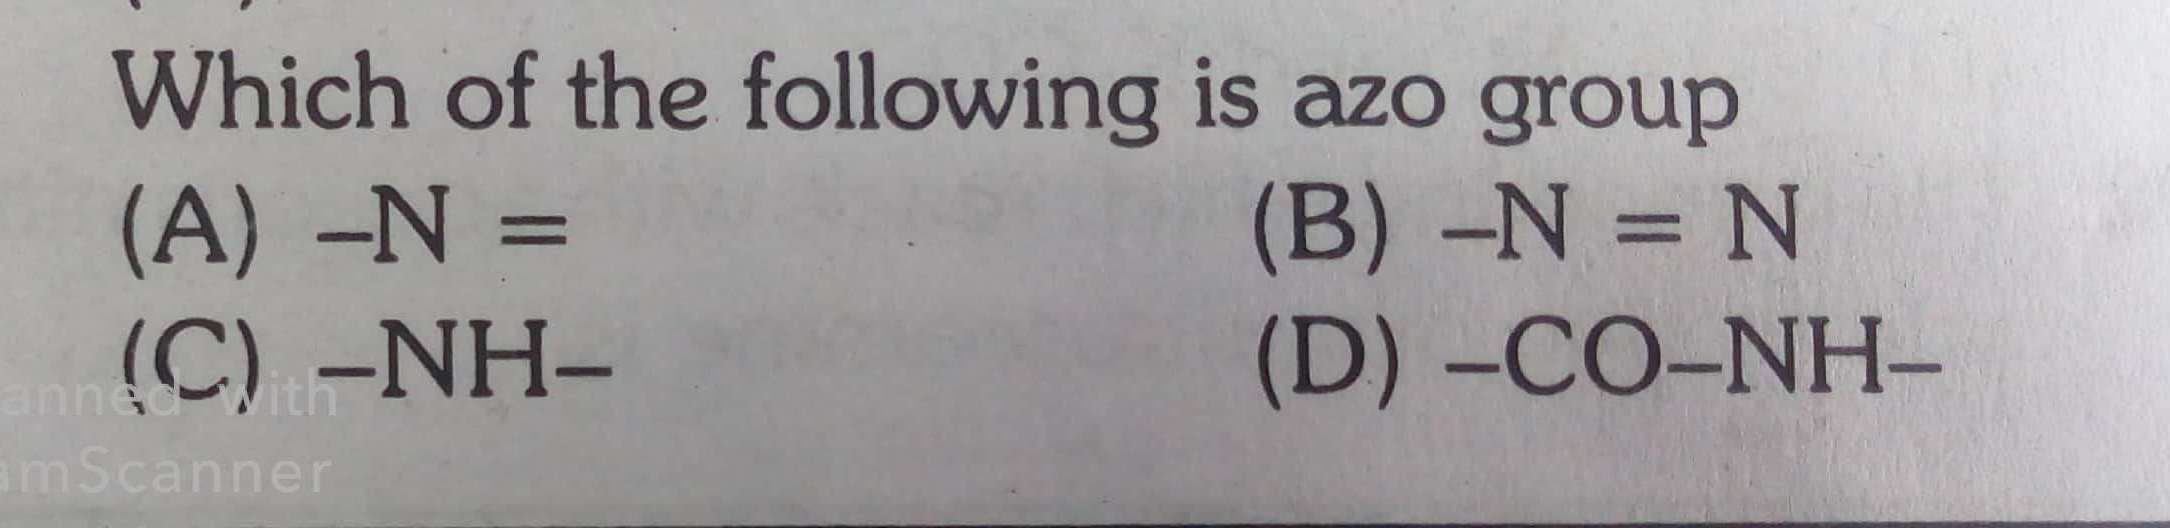 Which of the following is azo group
(A) –N =
(B) –N = N
(C) –NH–
(D) –CO–NH–
anned with
amScanner